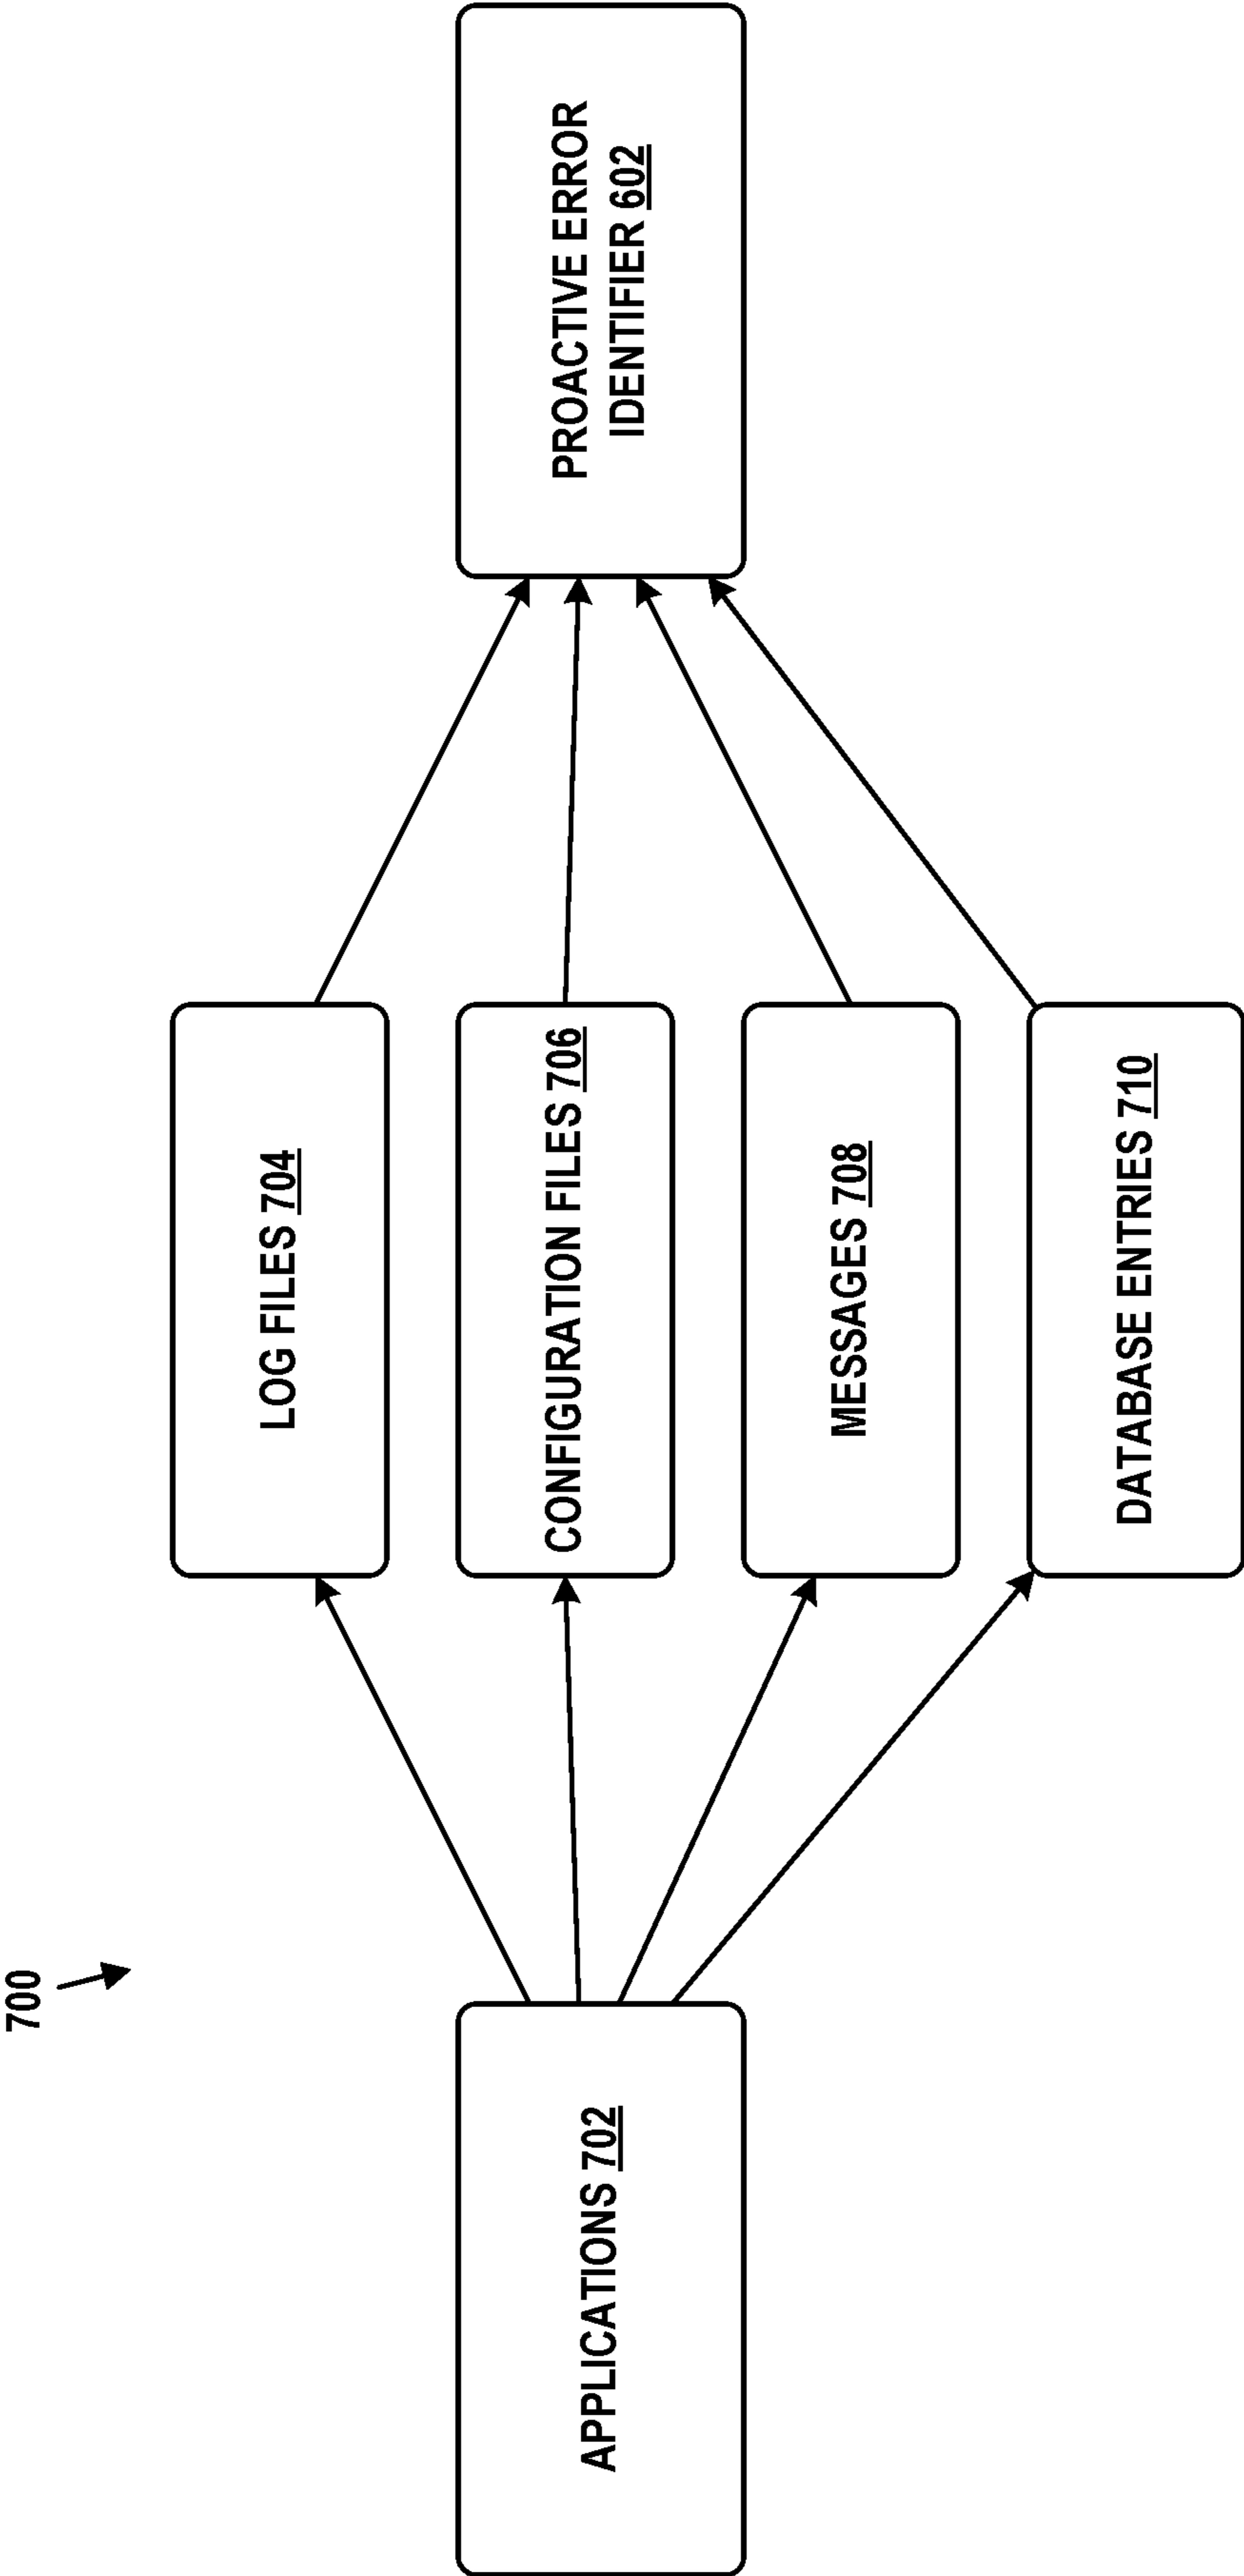 700
APPLICATIONS 702
LOG FILES 704
CONFIGURATION FILES 706
MESSAGES 708
DATABASE ENTRIES 710
PROACTIVE ERROR
IDENTIFIER 602